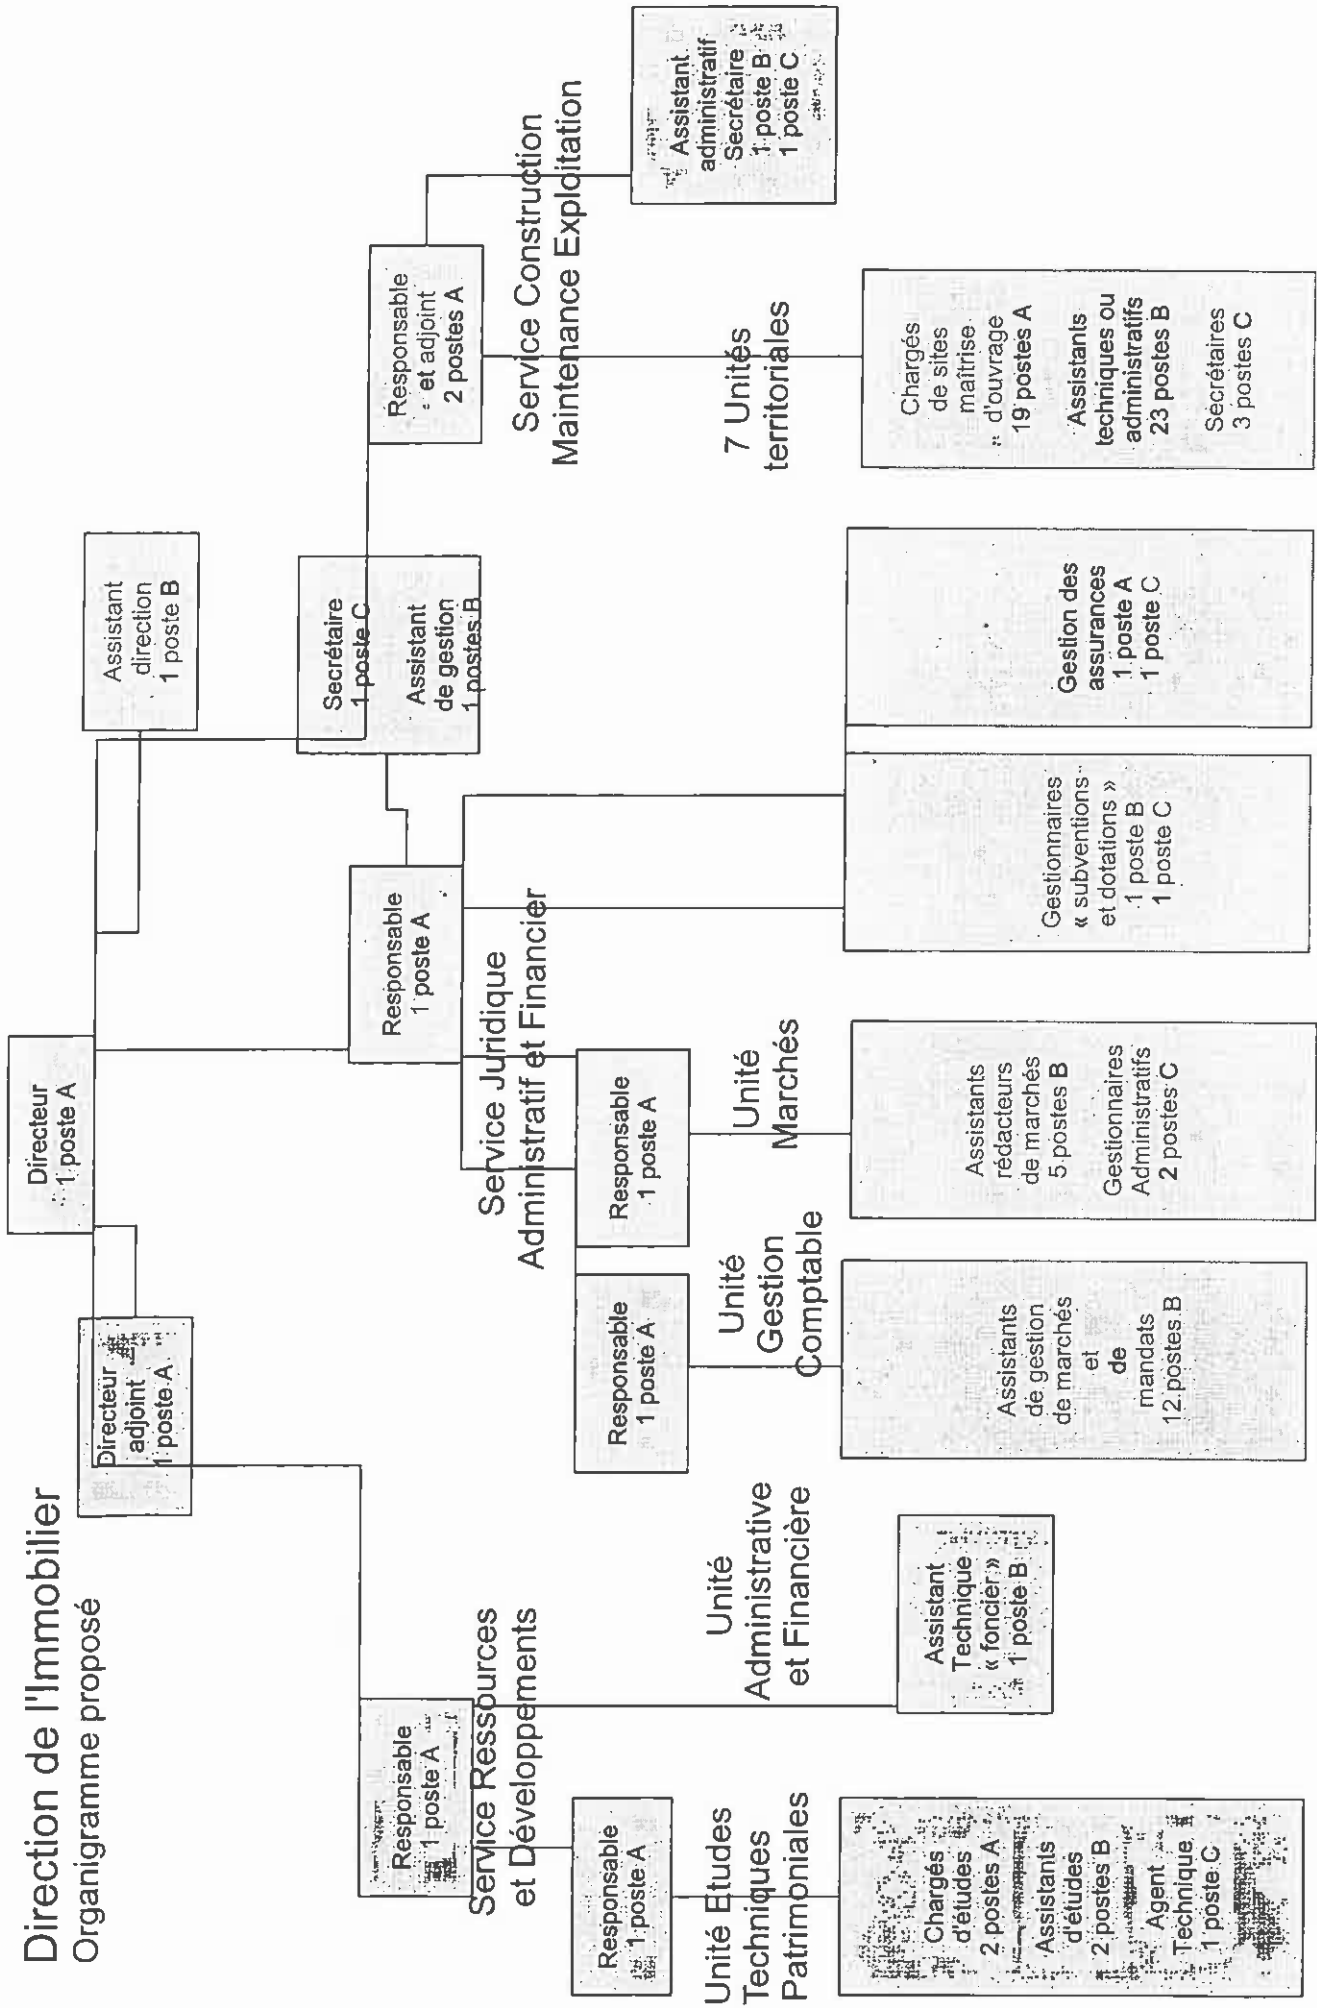 Direction de l'Immobilier
Organigramme proposé
Directeur
1 poste A
Directeur
adjoint
1 poste A
Assistant
direction
1 poste B
Responsable
1 poste A
Service Ressources
et Développements
Responsable
1 poste A
Unité Etudes
Techniques
Patrimoniales
Chargés
d'études
2 postes A
Assistants
d'études
2 postes B
Agent
Technique
1 poste C
Unité
Administrative
et Financière
Assistant
Technique
« foncier »
1 poste B
Responsable
1 poste A
Secrétaire
1 poste C
Assistant
de gestion
1 postes B
Service Juridique
Administratif et Financier
Responsable
1 poste A
Unité
Gestion
Comptable
Assistants
de gestion
de marchés
et
de
mandats
12 postes B
Responsable
1 poste A
Unité
Marchés
Assistants
rédacteurs
de marchés
5 postes B
Gestionnaires
Administratifs
2 postes C
Gestionnaires
« subventions
et dotations »
1 poste B
1 poste C
Gestion des
assurances
1 poste A
1 poste C
Responsable
et adjoint
2 postes A
Service Construction
Maintenance Exploitation
Assistant
administratif
Secrétaire
1 poste B
1 poste C
7 Unités
territoriales
Chargés
de sites
maîtrise
d'ouvrage
19 postes A
Assistants
techniques ou
administratifs
23 postes B
Secrétaires
3 postes C